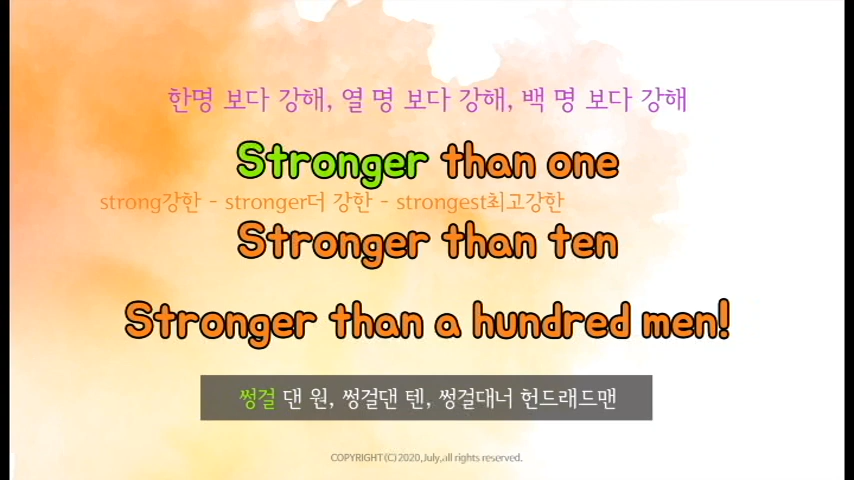 한명 보다 강해, 열 명 보다 강해, 백 명 보다 강해
Stronger than one
strong강한 - stronger더 강한 - strongest최고강한
Stronger than ten
Stronger than a hundred men!
썽걸 댄 원, 썽걸댄 텐, 썽걸대너 헌드래드맨
COPYRIGHT (C) 2020,July,all rights reserved.